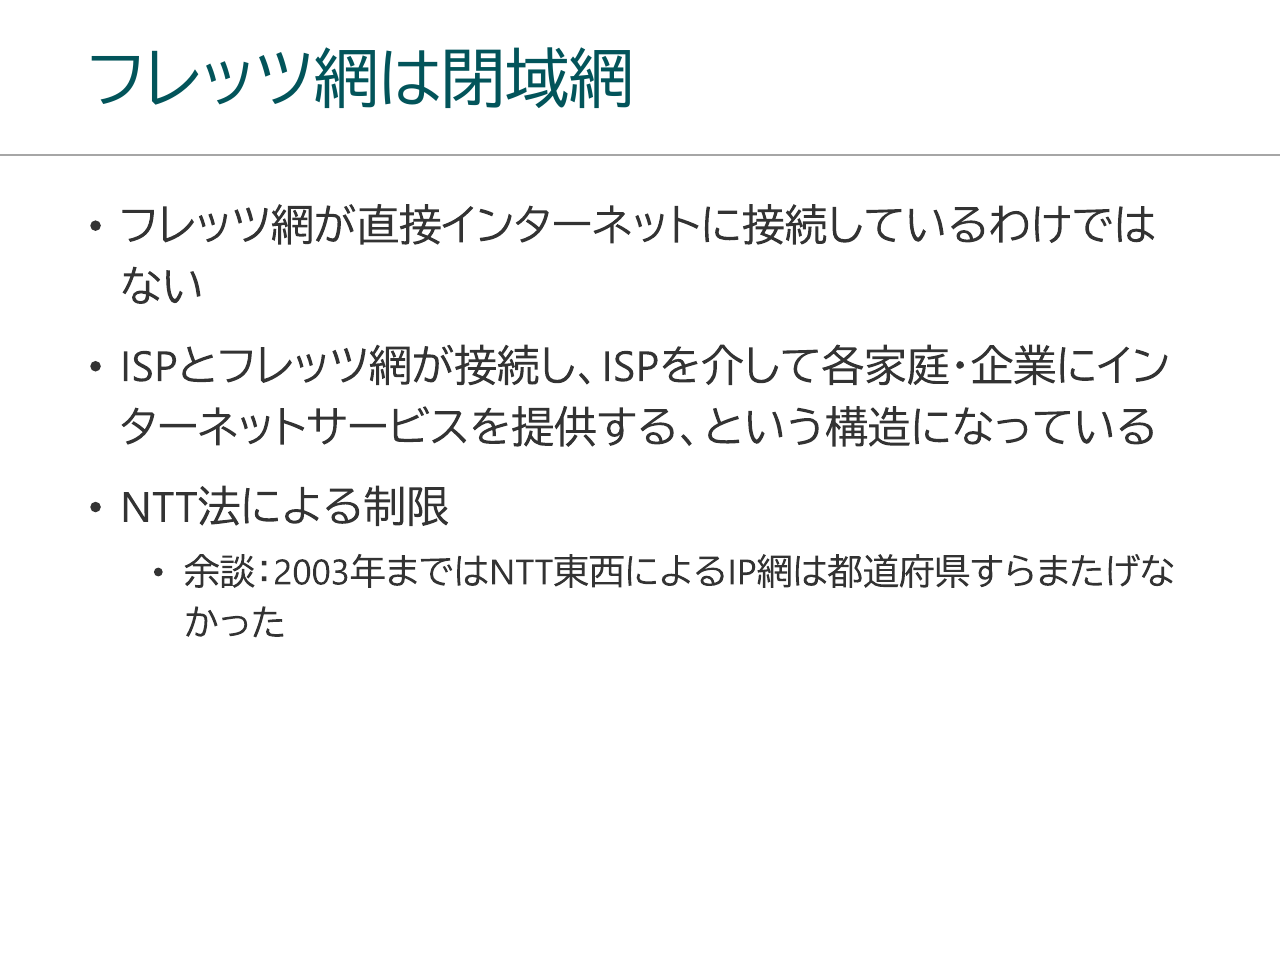 フレッツ網は閉域網
• フレッツ網が直接インターネットに接続しているわけでは
ない
• ISPとフレッツ網が接続し、ISPを介して各家庭・企業にイン
ターネットサービスを提供する、という構造になっている
• NTT法による制限
• 余談：2003年まではNTT東西によるIP網は都道府県すらまたげな
かった